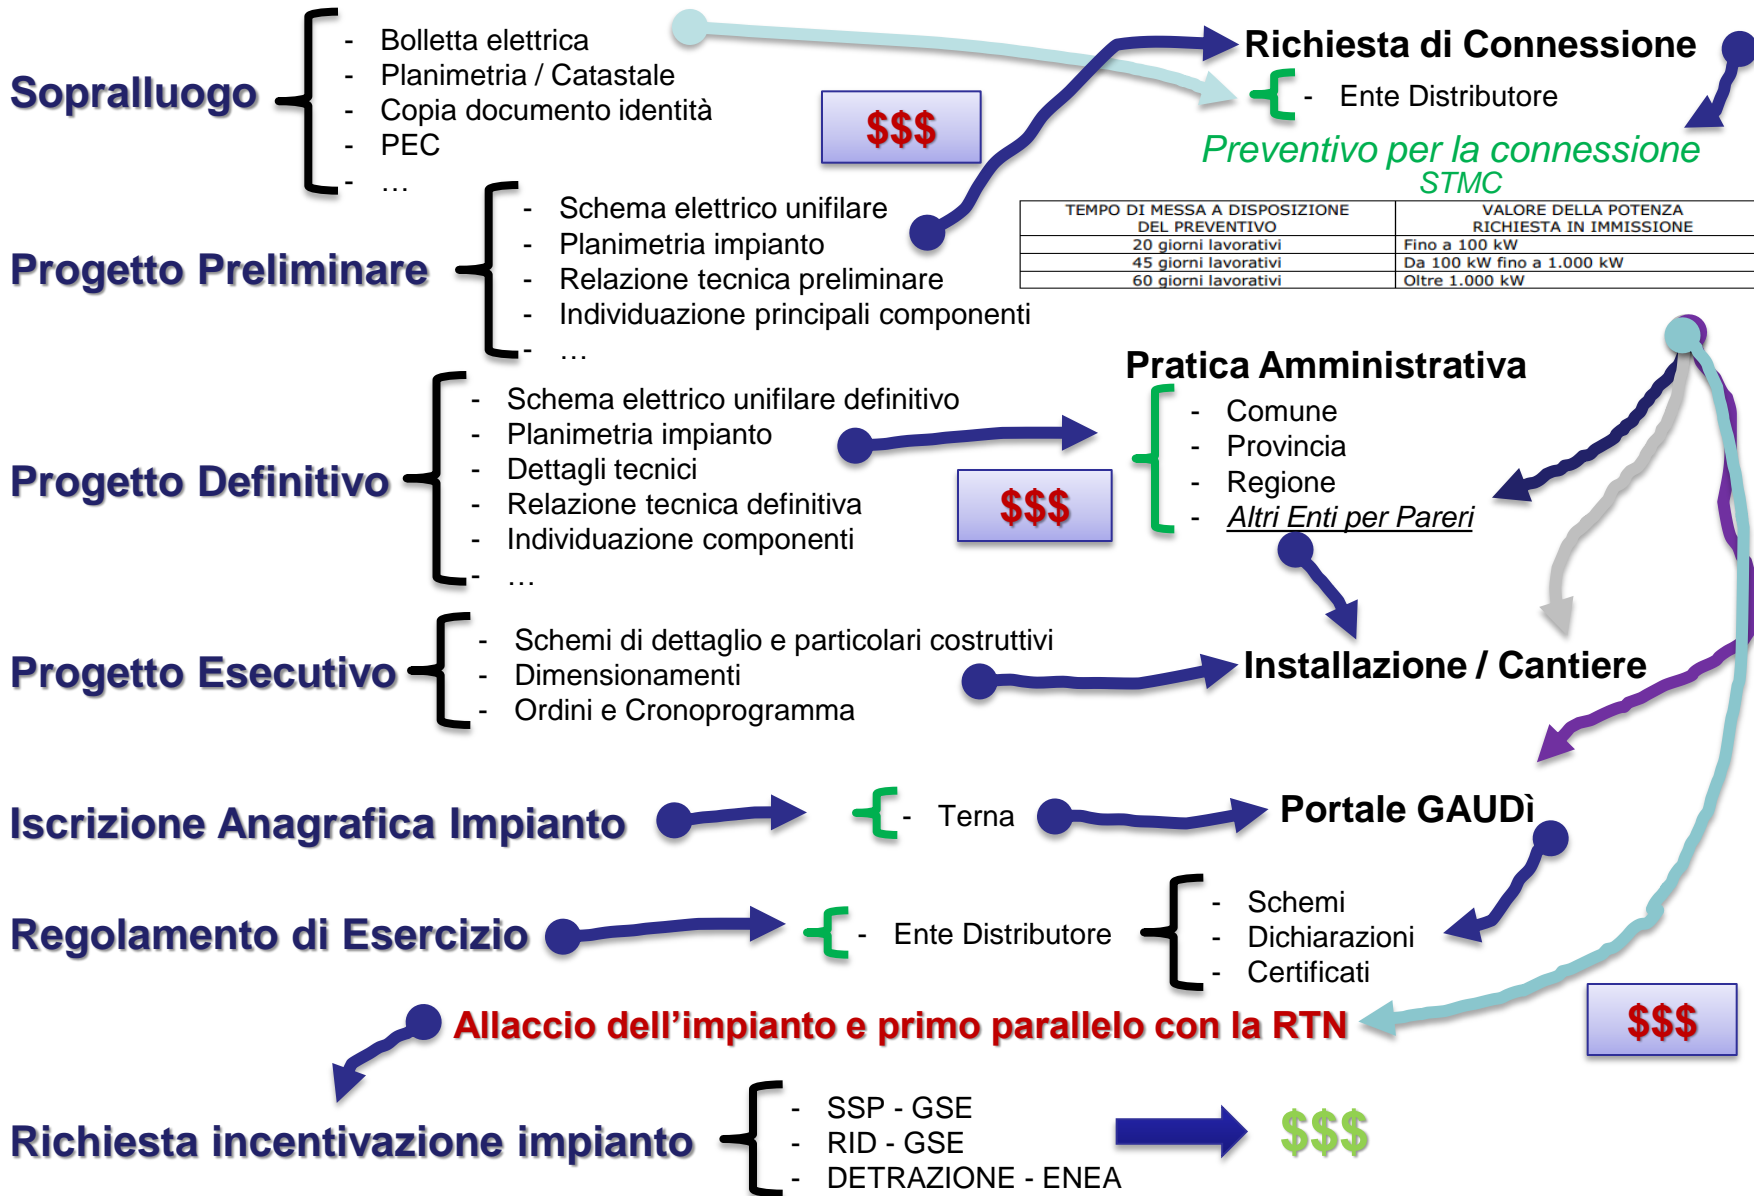 Sopralluogo
- Bolletta elettrica
- Planimetria / Catastale
- Copia documento identità
- PEC
- …
$$$
Richiesta di Connessione
- Ente Distributore
Preventivo per la connessione
STMC
TEMPO DI MESSA A DISPOSIZIONE DEL PREVENTIVO
VALORE DELLA POTENZA RICHIESTA IN IMMISSIONE
20 giorni lavorativi Fino a 100 kW
45 giorni lavorativi Da 100 kW fino a 1.000 kW
60 giorni lavorativi Oltre 1.000 kW
Progetto Preliminare
- Schema elettrico unifilare
- Planimetria impianto
- Relazione tecnica preliminare
- Individuazione principali componenti
- …
Progetto Definitivo
- Schema elettrico unifilare definitivo
- Planimetria impianto
- Dettagli tecnici
- Relazione tecnica definitiva
- Individuazione componenti
- …
$$$
Pratica Amministrativa
- Comune
- Provincia
- Regione
- Altri Enti per Pareri
Progetto Esecutivo
- Schemi di dettaglio e particolari costruttivi
- Dimensionamenti
- Ordini e Cronoprogramma
Installazione / Cantiere
Iscrizione Anagrafica Impianto
- Terna
Portale GAUDì
Regolamento di Esercizio
- Ente Distributore
- Schemi
- Dichiarazioni
- Certificati
Allaccio dell’impianto e primo parallelo con la RTN
$$$
Richiesta incentivazione impianto
- SSP - GSE
- RID - GSE
- DETRAZIONE - ENEA
$$$